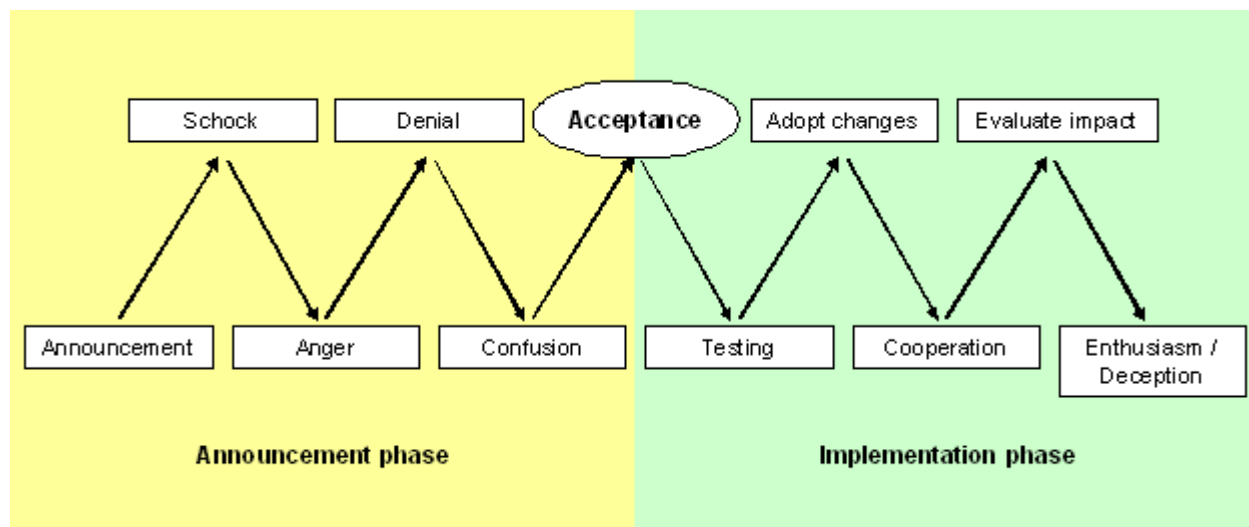 Schock
Denial
Acceptance
Adopt changes
Evaluate impact
Announcement
Anger
Confusion
Testing
Cooperation
Enthusiasm /
Deception
Announcement phase
Implementation phase